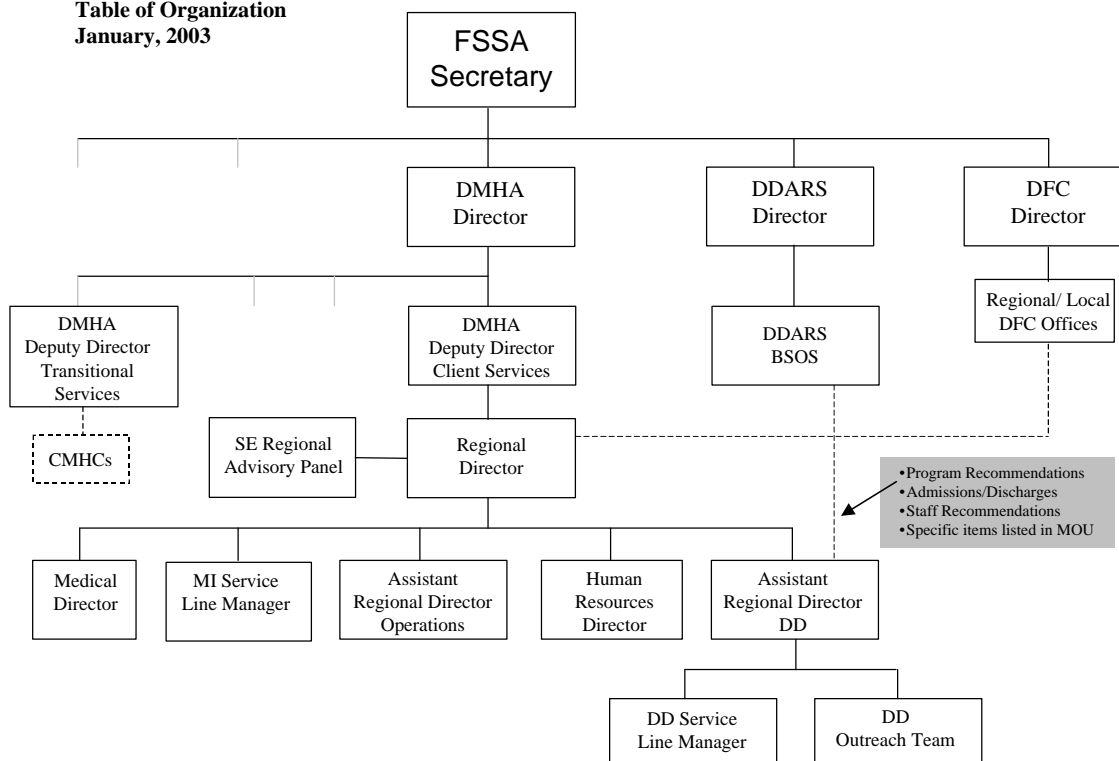 Table of Organization
January, 2003
FSSA
Secretary
DMHA
Director
DDARS
Director
DFC
Director
DMHA
Deputy Director
Transitional
Services
DMHA
Deputy Director
Client Services
DDARS
BSOS
Regional/ Local
DFC Offices
CMHCs
SE Regional
Advisory Panel
Regional
Director
•Program Recommendations
•Admissions/Discharges
•Staff Recommendations
•Specific items listed in MOU
Medical
Director
MI Service
Line Manager
Assistant
Regional Director
Operations
Human
Resources
Director
Assistant
Regional Director
DD
DD Service
Line Manager
DD
Outreach Team